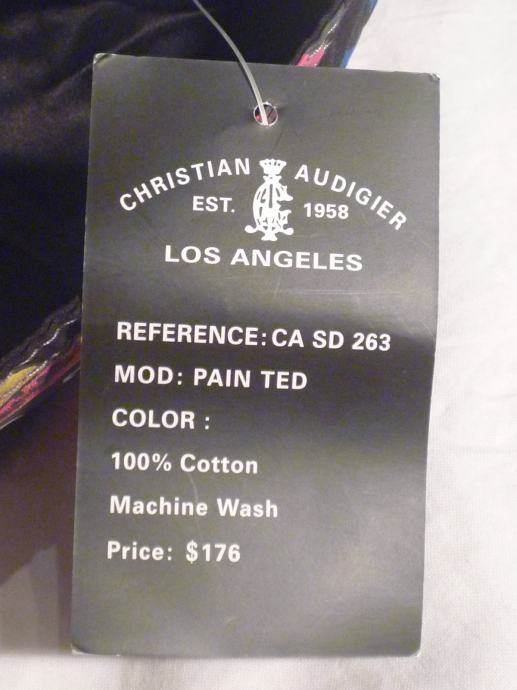 CHRISTIAN AUDIGIER
EST. 1958
LOS ANGELES
REFERENCE: CA SD 263
MOD: PAIN TED
COLOR :
100% Cotton
Machine Wash
Price: $176